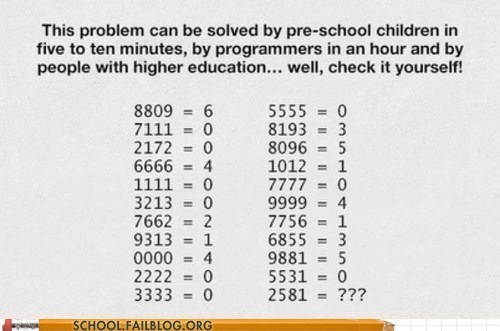 This problem can be solved by pre-school children in
five to ten minutes, by programmers in an hour and by
people with higher education... well, check it yourself!
8809 = 6
7111 = 0
2172 = 0
6666 = 4
1111 = 0
3213 = 0
7662 = 2
9313 = 1
0000 = 4
2222 = 0
3333 = 0
5555 = 0
8193 = 3
8096 = 5
1012 = 1
7777 = 0
9999 = 4
7756 = 1
6855 = 3
9881 = 5
5531 = 0
2581 = ???
SCHOOL.FAILBLOG.ORG